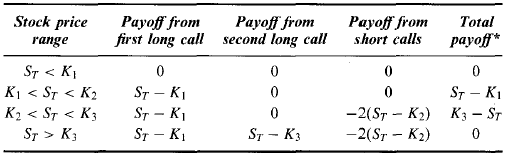 Stock price Payoff from Payoff from Payoff from Total
range first long call second long call short calls payoff*
S_T < K_1 0 0 0 0
K_1 < S_T < K_2 S_T − K_1 0 0 S_T − K_1
K_2 < S_T < K_3 S_T − K_1 0 −2(S_T − K_2) K_3 − S_T
S_T > K_3 S_T − K_1 S_T − K_3 −2(S_T − K_2) 0